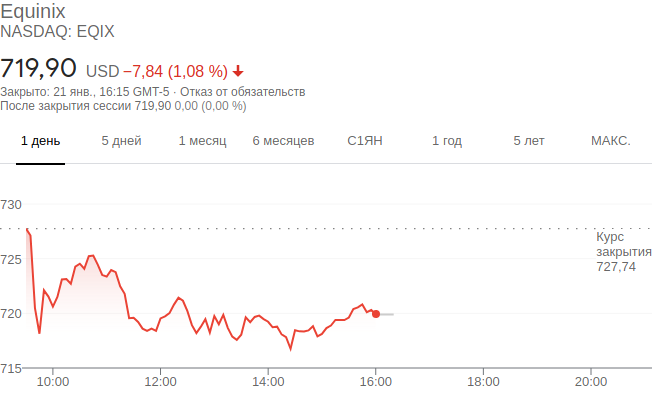 Equinix
NASDAQ: EQIX
719,90 USD −7,84 (1,08 %)
Закрыто: 21 янв., 16:15 GMT-5 · Отказ от обязательств
После закрытия сессии 719,90 0,00 (0,00 %)
1 день 5 дней 1 месяц 6 месяцев С1ЯН 1 год 5 лет МАКС.
730
Курс
закрытия
727,74
725
720
715
10:00 12:00 14:00 16:00 18:00 20:00